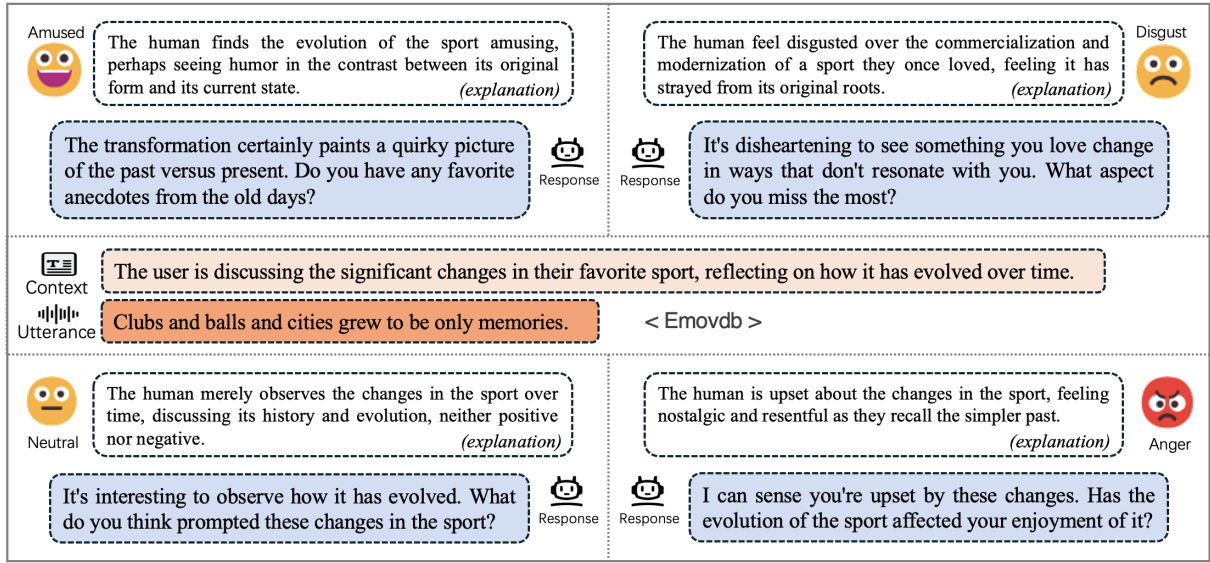 Amused
The human finds the evolution of the sport amusing,
perhaps seeing humor in the contrast between its original
form and its current state. (explanation)
The transformation certainly paints a quirky picture
of the past versus present. Do you have any favorite
anecdotes from the old days?
Response
Disgust
The human feel disgusted over the commercialization and
modernization of a sport they once loved, feeling it has
strayed from its original roots. (explanation)
Response
It's disheartening to see something you love change
in ways that don't resonate with you. What aspect
do you miss the most?
Context
The user is discussing the significant changes in their favorite sport, reflecting on how it has evolved over time.
Utterance
Clubs and balls and cities grew to be only memories.
< Emovdb >
Neutral
The human merely observes the changes in the sport over
time, discussing its history and evolution, neither positive
nor negative. (explanation)
It's interesting to observe how it has evolved. What
do you think prompted these changes in the sport?
Response
The human is upset about the changes in the sport, feeling
nostalgic and resentful as they recall the simpler past.
(explanation)
Anger
Response
I can sense you're upset by these changes. Has the
evolution of the sport affected your enjoyment of it?